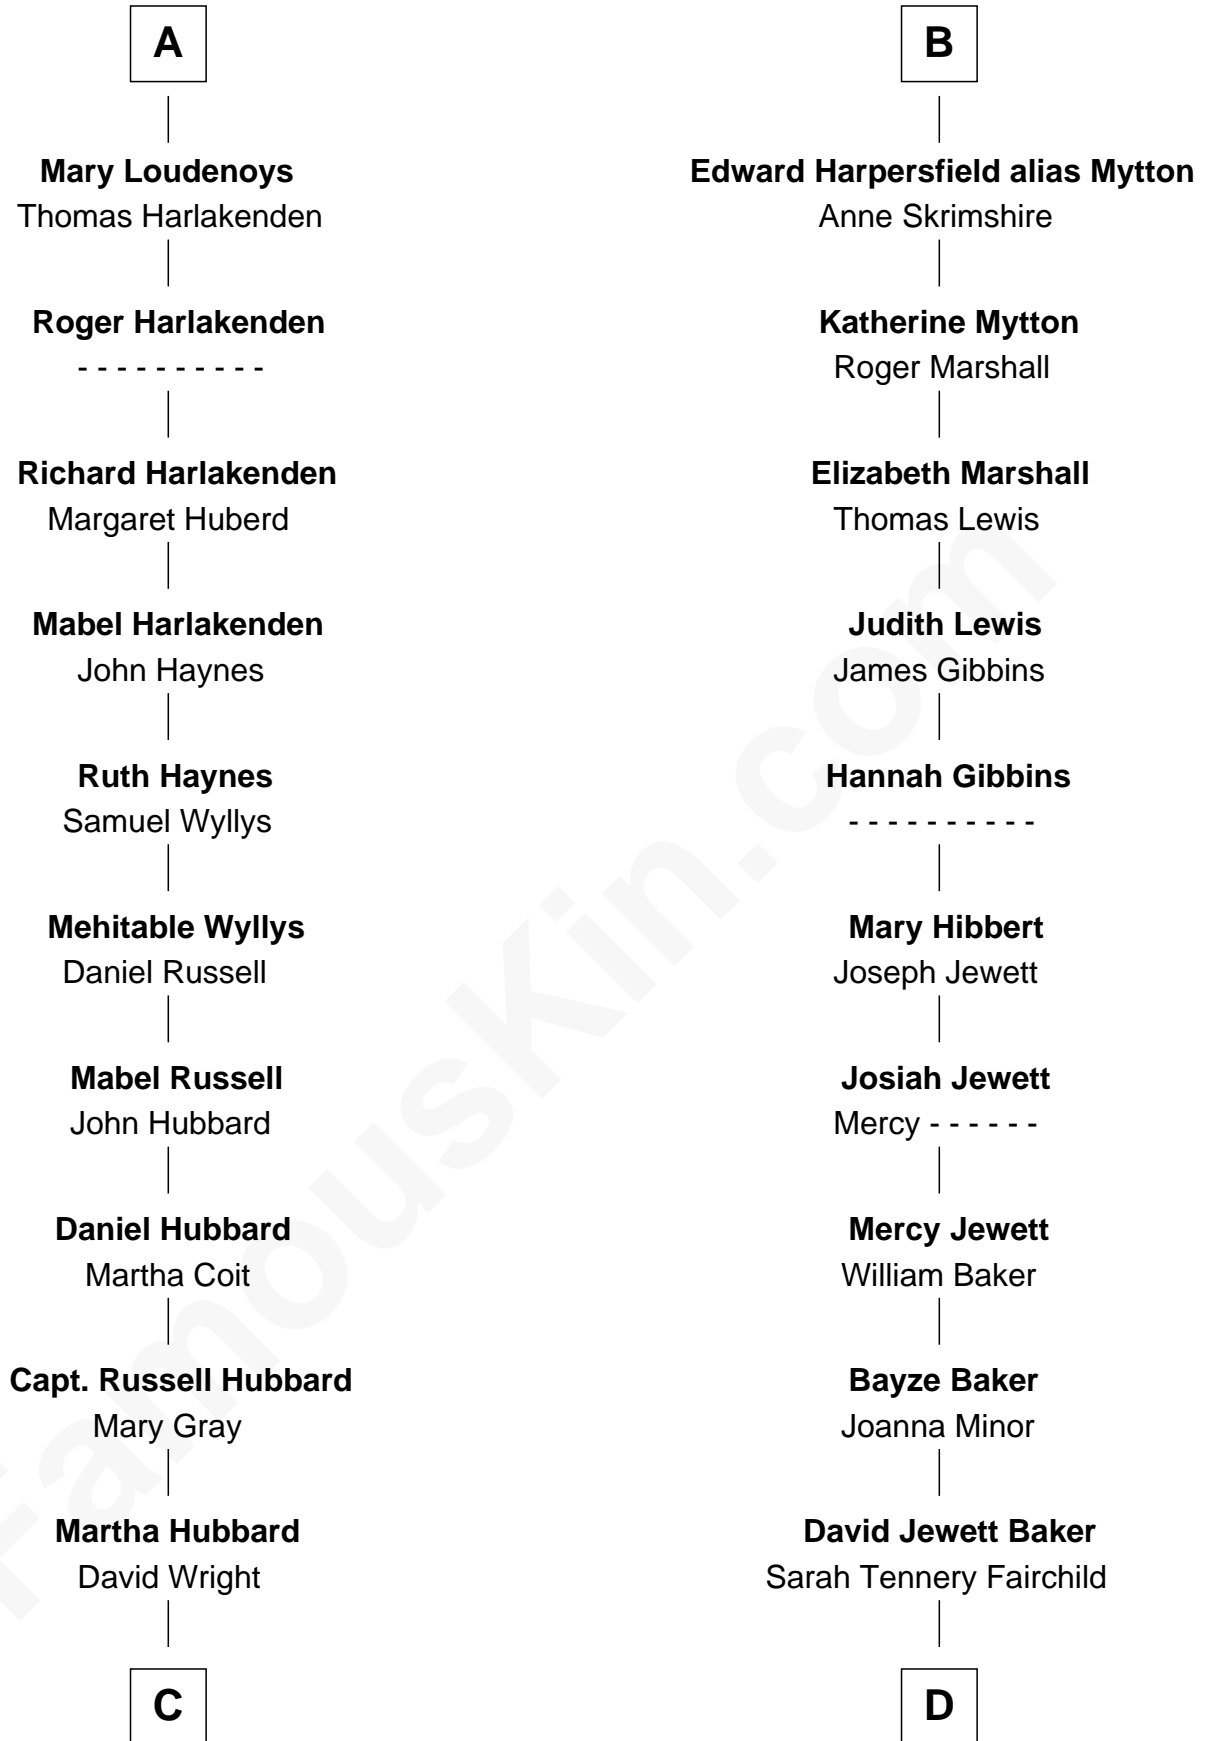 A
Mary Loudenoys
Thomas Harlakenden
Roger Harlakenden
- - - - - - - - - -
Richard Harlakenden
Margaret Huberd
Mabel Harlakenden
John Haynes
Ruth Haynes
Samuel Wyllys
Mehitable Wyllys
Daniel Russell
Mabel Russell
John Hubbard
Daniel Hubbard
Martha Coit
Capt. Russell Hubbard
Mary Gray
Martha Hubbard
David Wright
C
B
Edward Harpersfield alias Mytton
Anne Skrimshire
Katherine Mytton
Roger Marshall
Elizabeth Marshall
Thomas Lewis
Judith Lewis
James Gibbins
Hannah Gibbins
- - - - - - - - - -
Mary Hibbert
Joseph Jewett
Josiah Jewett
Mercy - - - - - -
Mercy Jewett
William Baker
Bayze Baker
Joanna Minor
David Jewett Baker
Sarah Tennery Fairchild
D
FamousKin.com